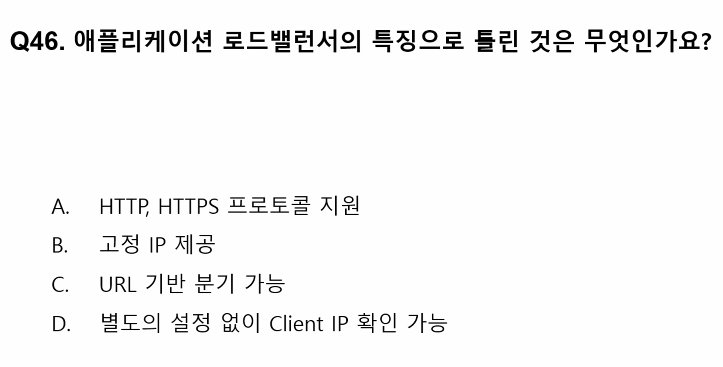 Q46. 애플리케이션 로드밸런서의 특징으로 틀린 것은 무엇인가요?
A. HTTP, HTTPS 프로토콜 지원
B. 고정 IP 제공
C. URL 기반 분기 가능
D. 별도의 설정 없이 Client IP 확인 가능